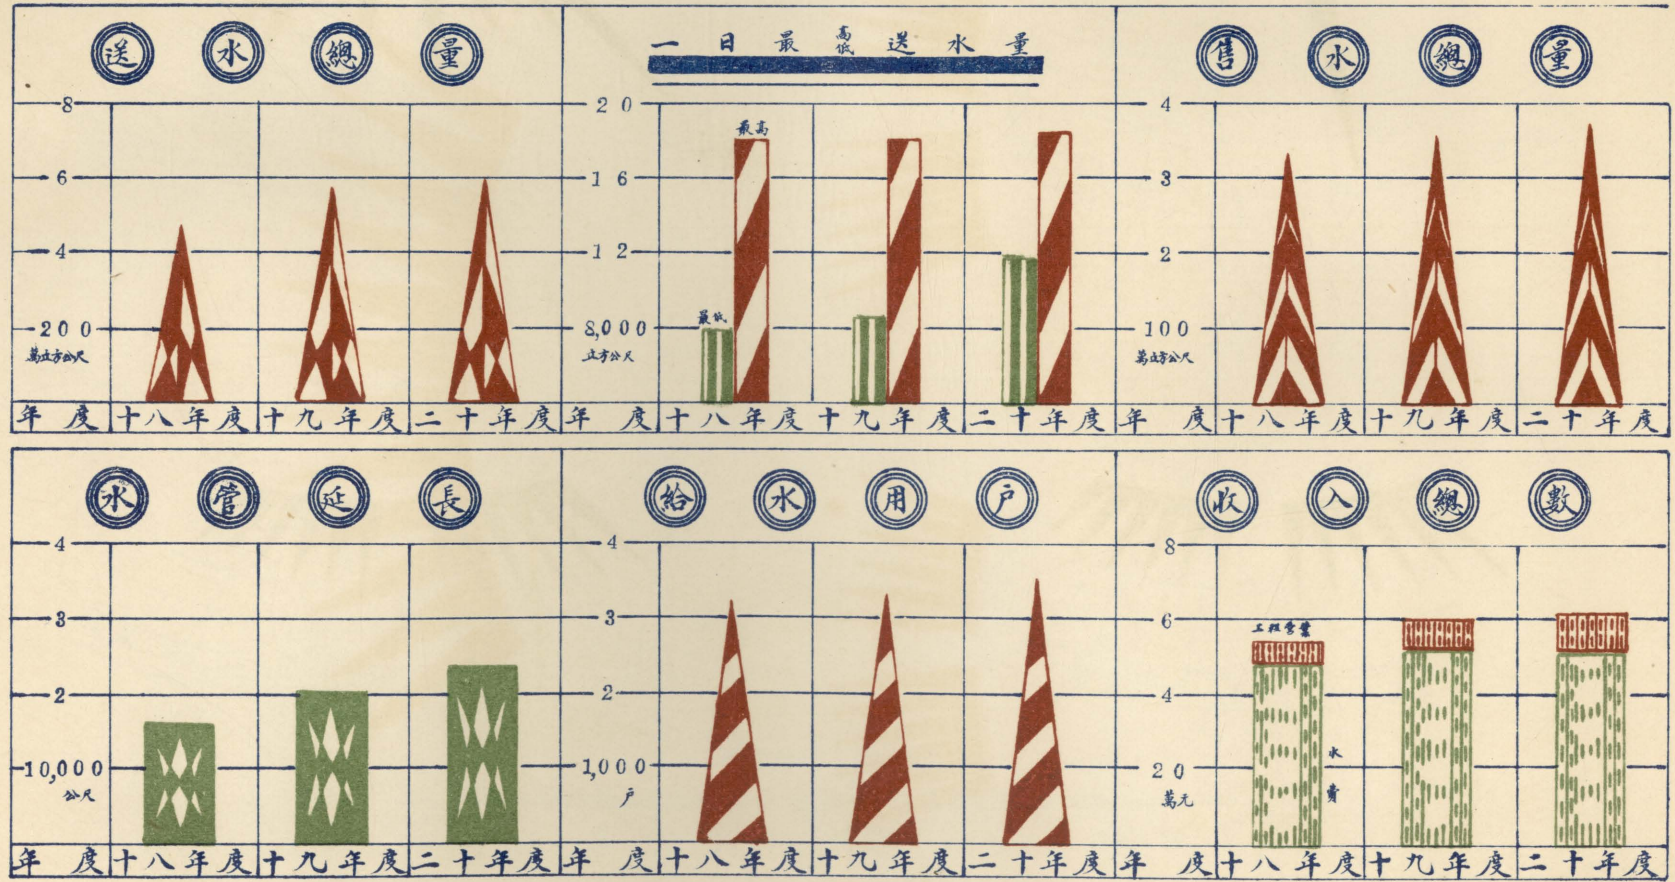 送水總量
8
6
4
200
萬立方公尺
年度 十八年度 十九年度 二十年度
一日最高低送水量
20
16
12
8,000
立方公尺
最高
最低
年度 十八年度 十九年度 二十年度
售水總量
4
3
2
100
萬立方公尺
年度 十八年度 十九年度 二十年度
水管延長
4
3
2
10,000
公尺
年度 十八年度 十九年度 二十年度
給水用戶
4
3
2
1,000
戶
年度 十八年度 十九年度 二十年度
收入總數
8
6
4
20
萬元
工程營業
水費
年度 十八年度 十九年度 二十年度